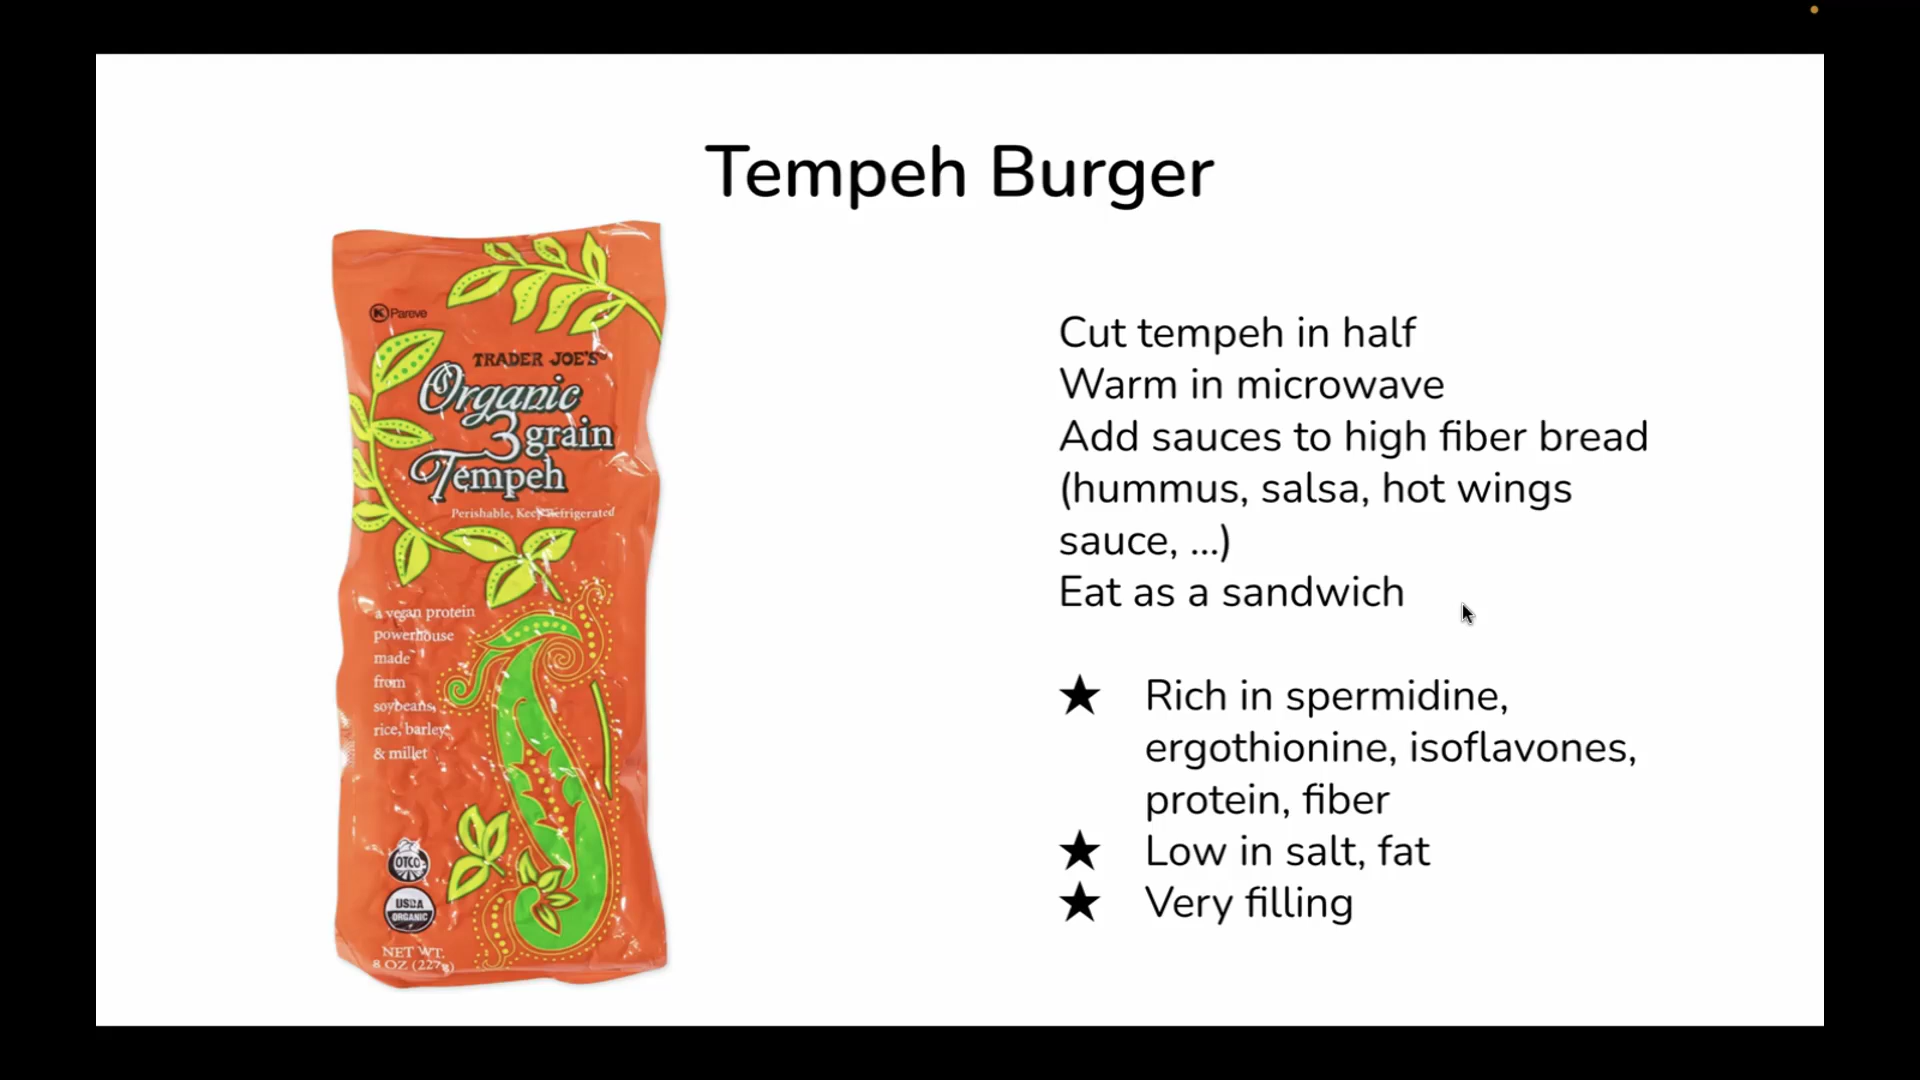 Tempeh Burger
K Pareve
TRADER JOE'S
Organic
3 grain
Tempeh
Perishable, Keep Refrigerated
a vegan protein
powerhouse
made
from
soybeans,
rice, barley
& millet
OTCO
USDA
ORGANIC
NET WT.
8 OZ (227g)
Cut tempeh in half
Warm in microwave
Add sauces to high fiber bread
(hummus, salsa, hot wings
sauce, ...)
Eat as a sandwich
★ Rich in spermidine,
ergothionine, isoflavones,
protein, fiber
★ Low in salt, fat
★ Very filling